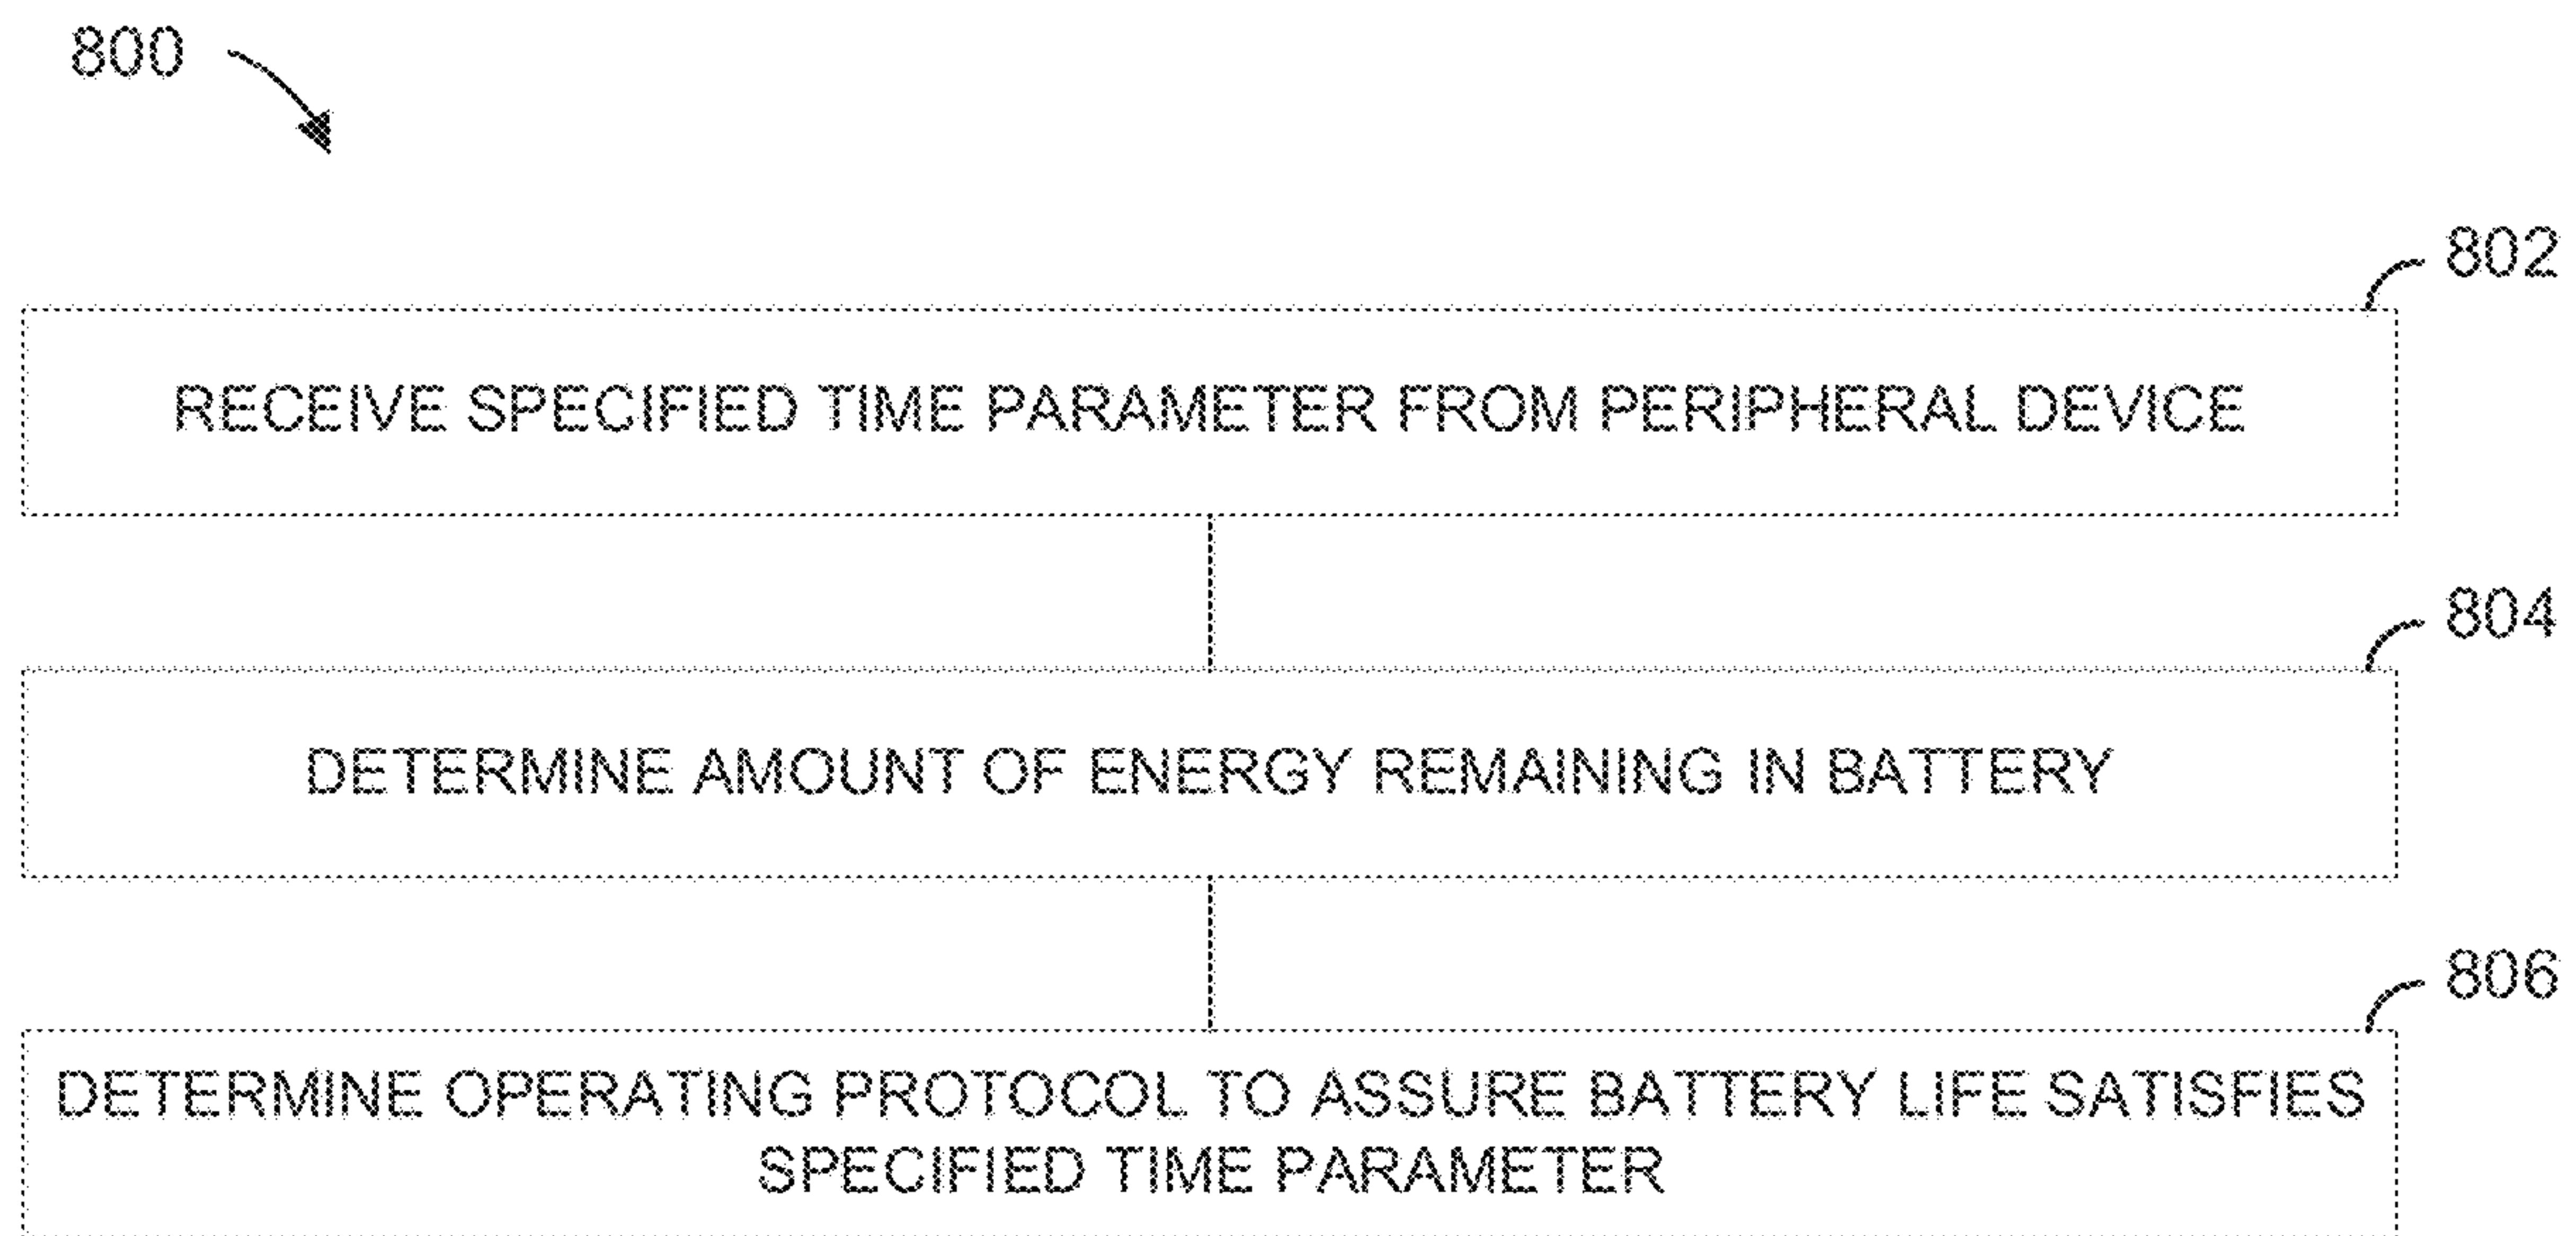 800
802
RECEIVE SPECIFIED TIME PARAMETER FROM PERIPHERAL DEVICE
804
DETERMINE AMOUNT OF ENERGY REMAINING IN BATTERY
806
DETERMINE OPERATING PROTOCOL TO ASSURE BATTERY LIFE SATISFIES
SPECIFIED TIME PARAMETER